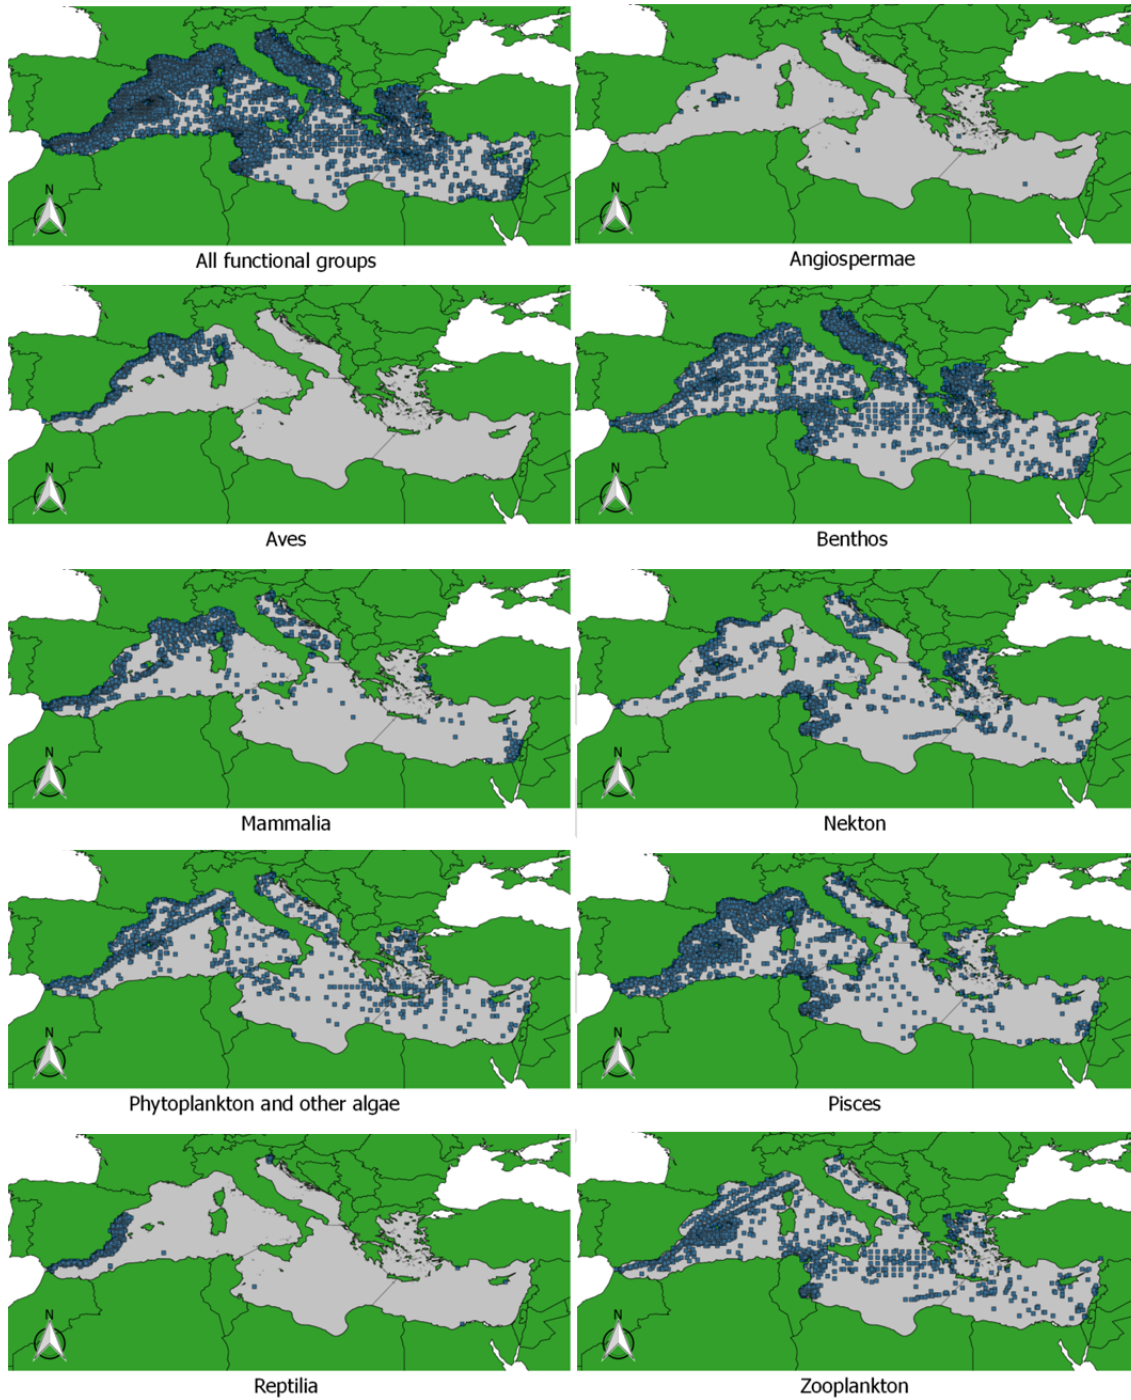 N
All functional groups
Angiospermae
N
Aves
N
Benthos
N
Mammalia
N
Nekton
N
Phytoplankton and other algae
N
Pisces
N
Reptilia
N
Zooplankton
N